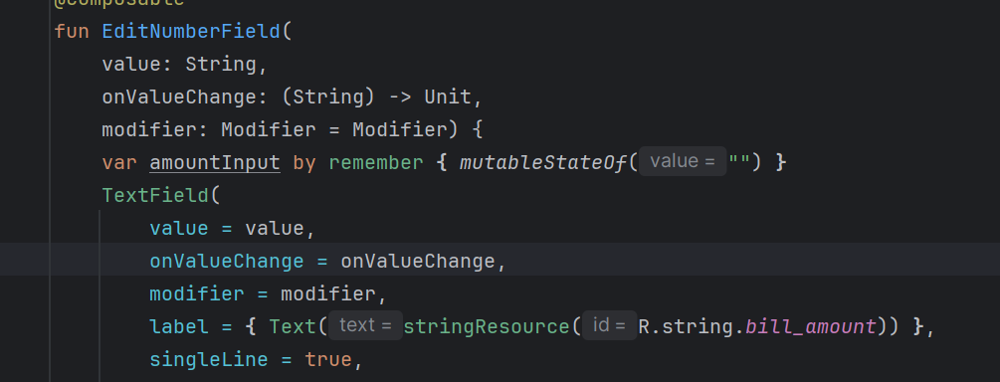 @Composable
fun EditNumberField(
value: String,
onValueChange: (String) -> Unit,
modifier: Modifier = Modifier) {
var amountInput by remember { mutableStateOf( value = "") }
TextField(
value = value,
onValueChange = onValueChange,
modifier = modifier,
label = { Text( text = stringResource( id = R.string.bill_amount)) },
singleLine = true,